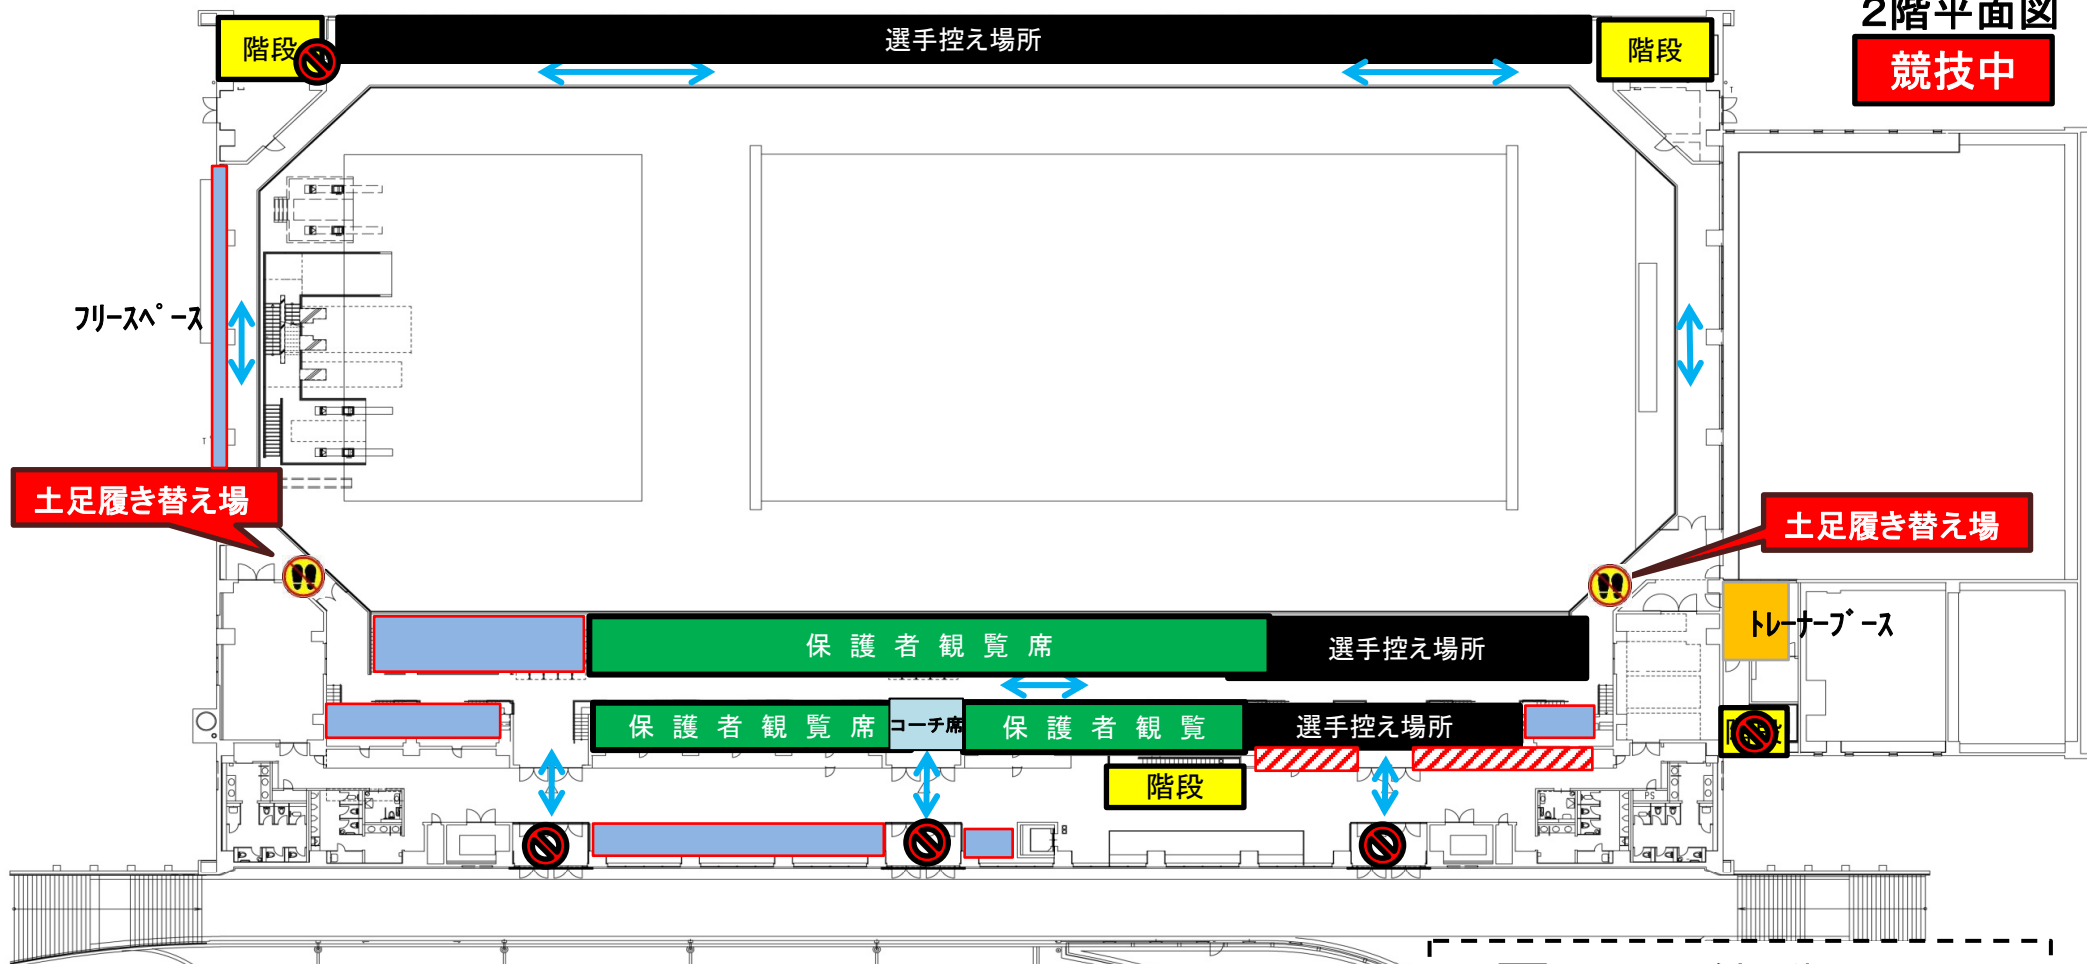 2階平面図
競技中
階段
選手控え場所
階段
フリースペース
土足履き替え場
土足履き替え場
保護者観覧席
選手控え場所
トレーナーブース
保護者観覧席
コーチ席
保護者観覧
選手控え場所
階段
PS